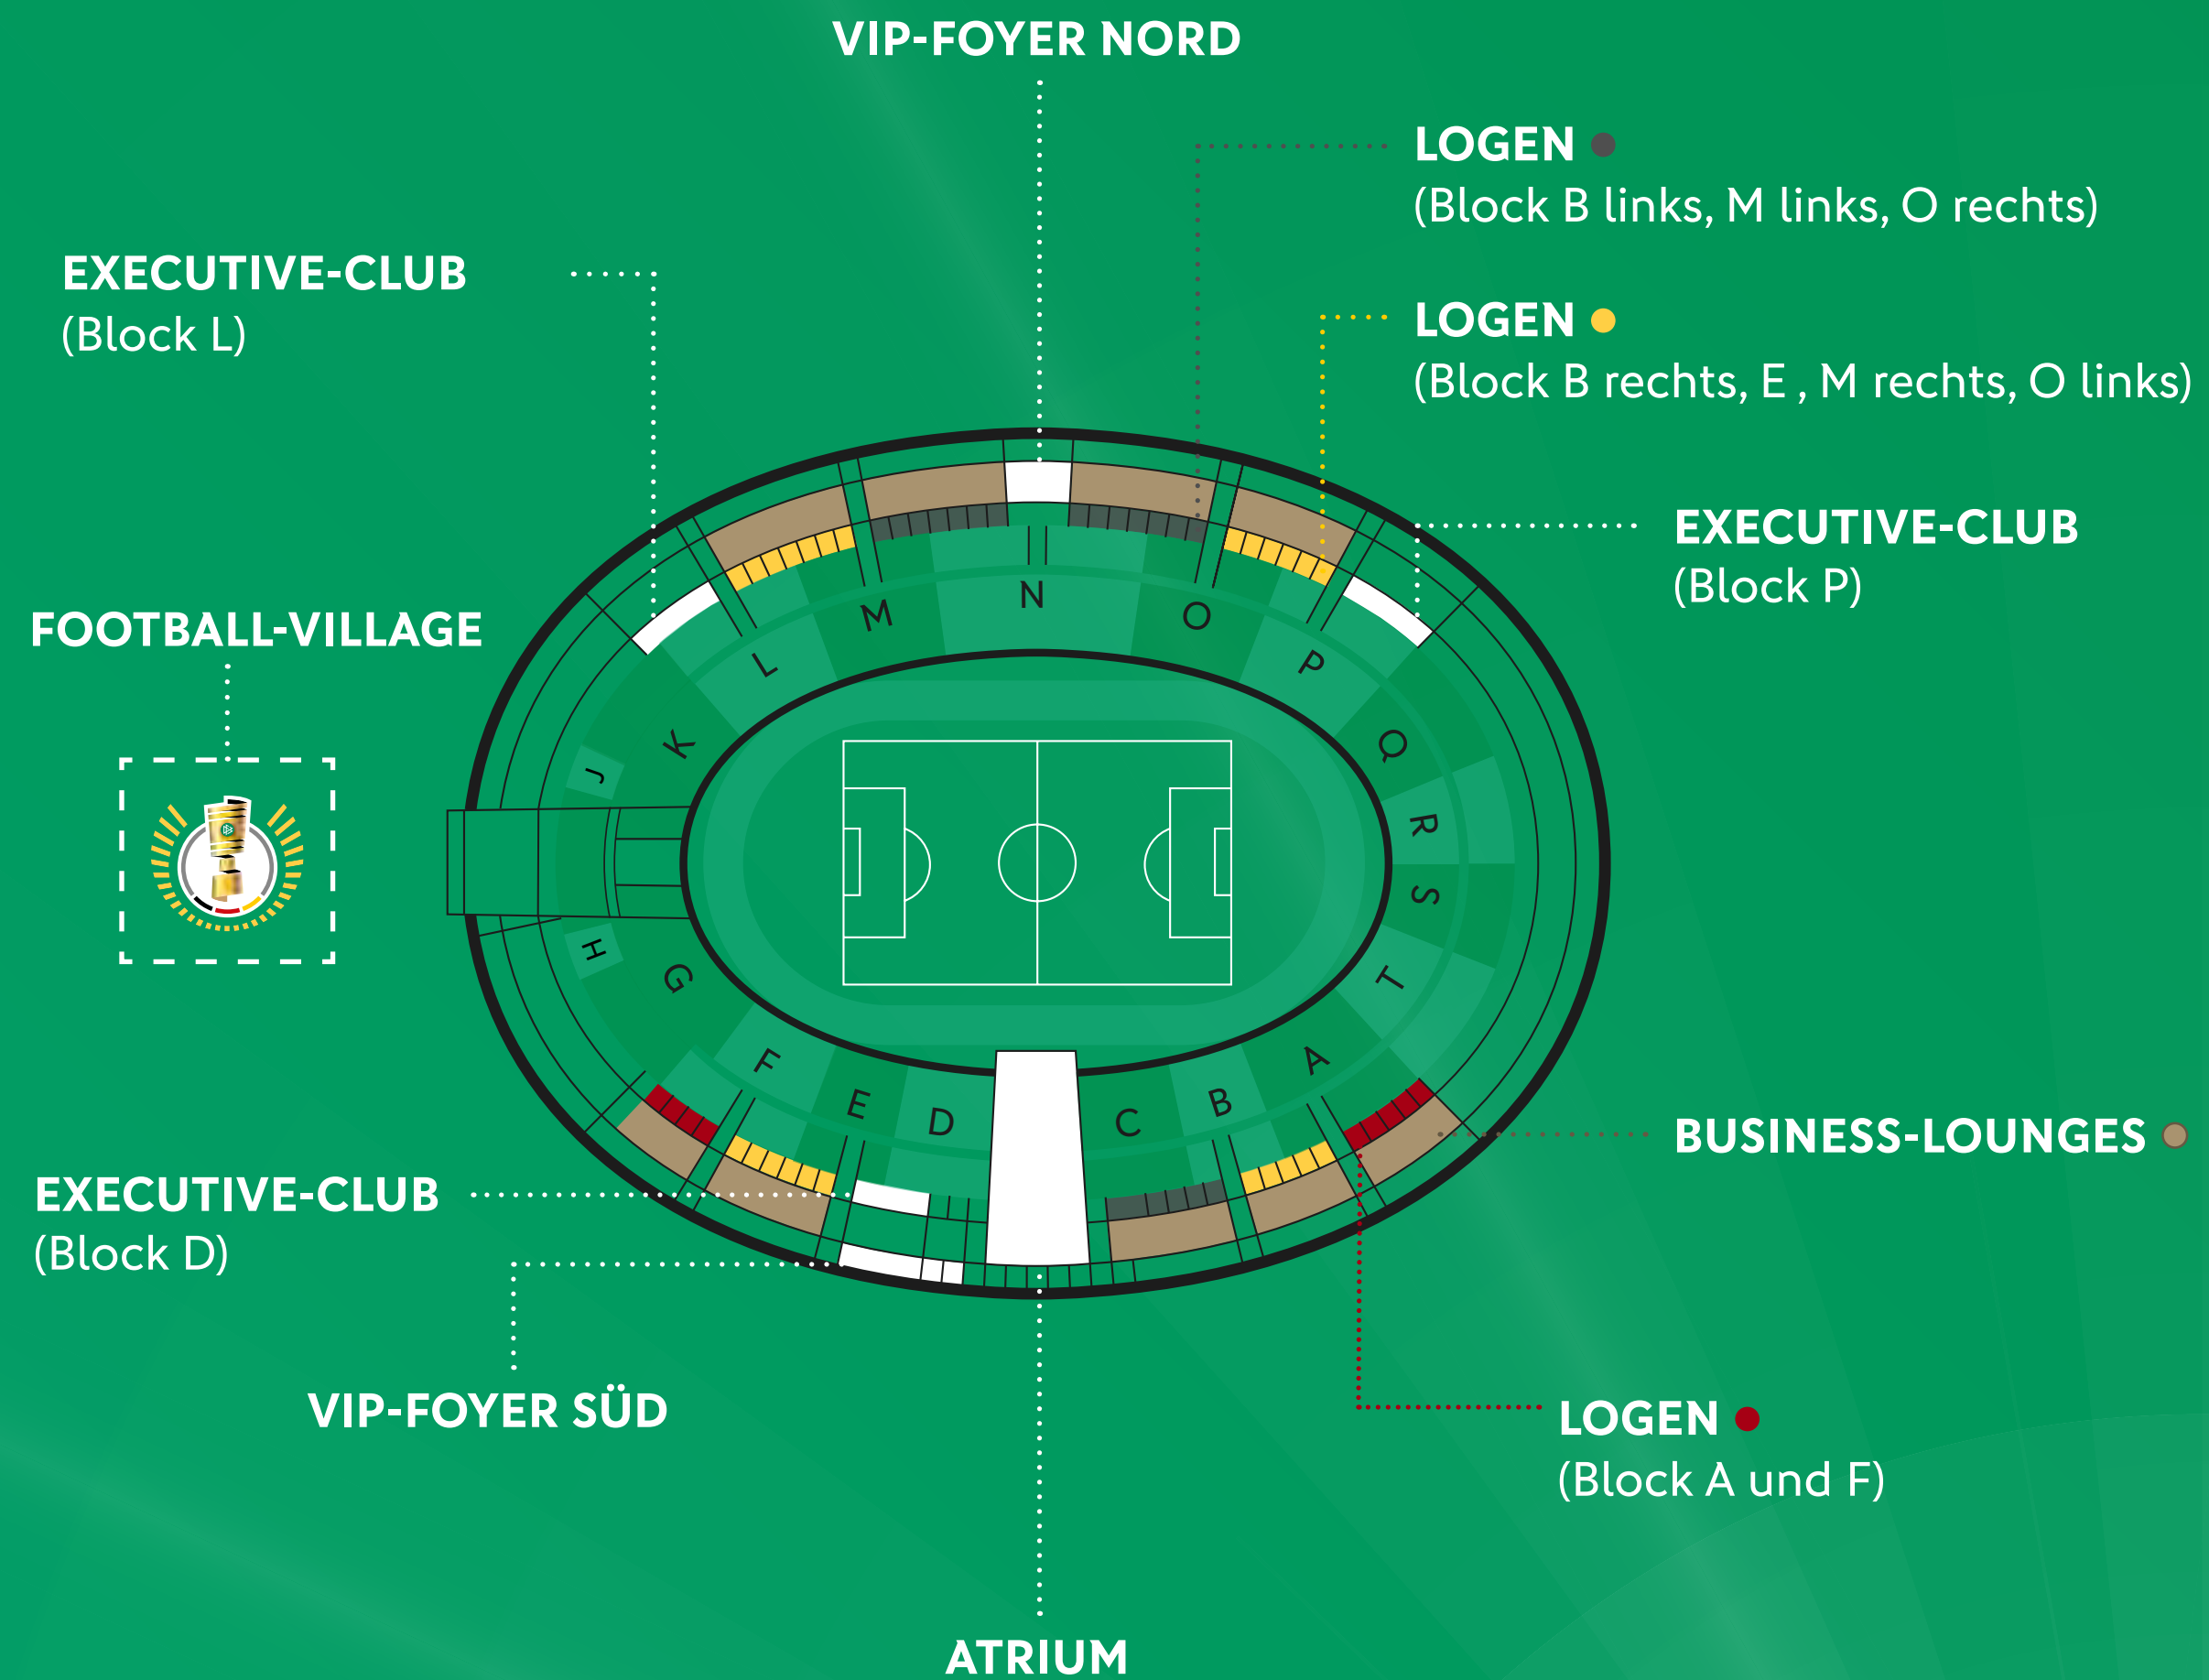 VIP-FOYER NORD
LOGEN
(Block B links, M links, O rechts)
EXECUTIVE-CLUB
(Block L)
LOGEN
(Block B rechts, E , M rechts, O links)
EXECUTIVE-CLUB
(Block P)
FOOTBALL-VILLAGE
N
M
O
L
P
K
Q
J
R
S
H
G
T
F
A
E
B
D
C
BUSINESS-LOUNGES
EXECUTIVE-CLUB
(Block D)
VIP-FOYER SÜD
LOGEN
(Block A und F)
ATRIUM